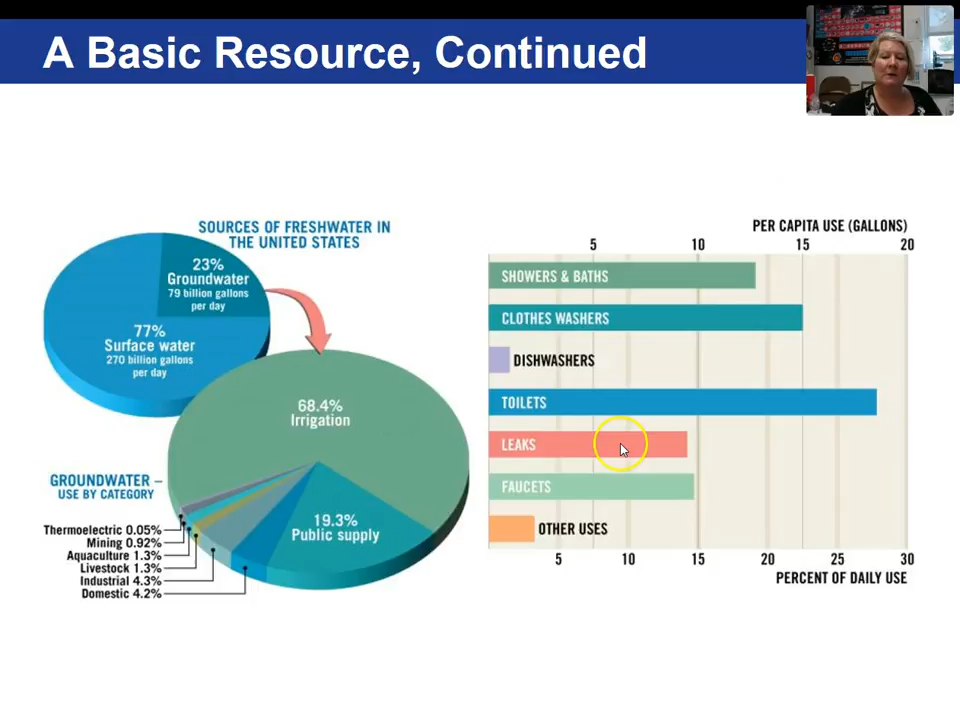 A Basic Resource, Continued
SOURCES OF FRESHWATER IN
THE UNITED STATES
23%
Groundwater
79 billion gallons
per day
77%
Surface water
270 billion gallons
per day
68.4%
Irrigation
19.3%
Public supply
GROUNDWATER –
USE BY CATEGORY
Thermoelectric 0.05%
Mining 0.92%
Aquaculture 1.3%
Livestock 1.3%
Industrial 4.3%
Domestic 4.2%
PER CAPITA USE (GALLONS)
5 10 15 20
SHOWERS & BATHS
CLOTHES WASHERS
DISHWASHERS
TOILETS
LEAKS
FAUCETS
OTHER USES
5 10 15 20 25 30
PERCENT OF DAILY USE